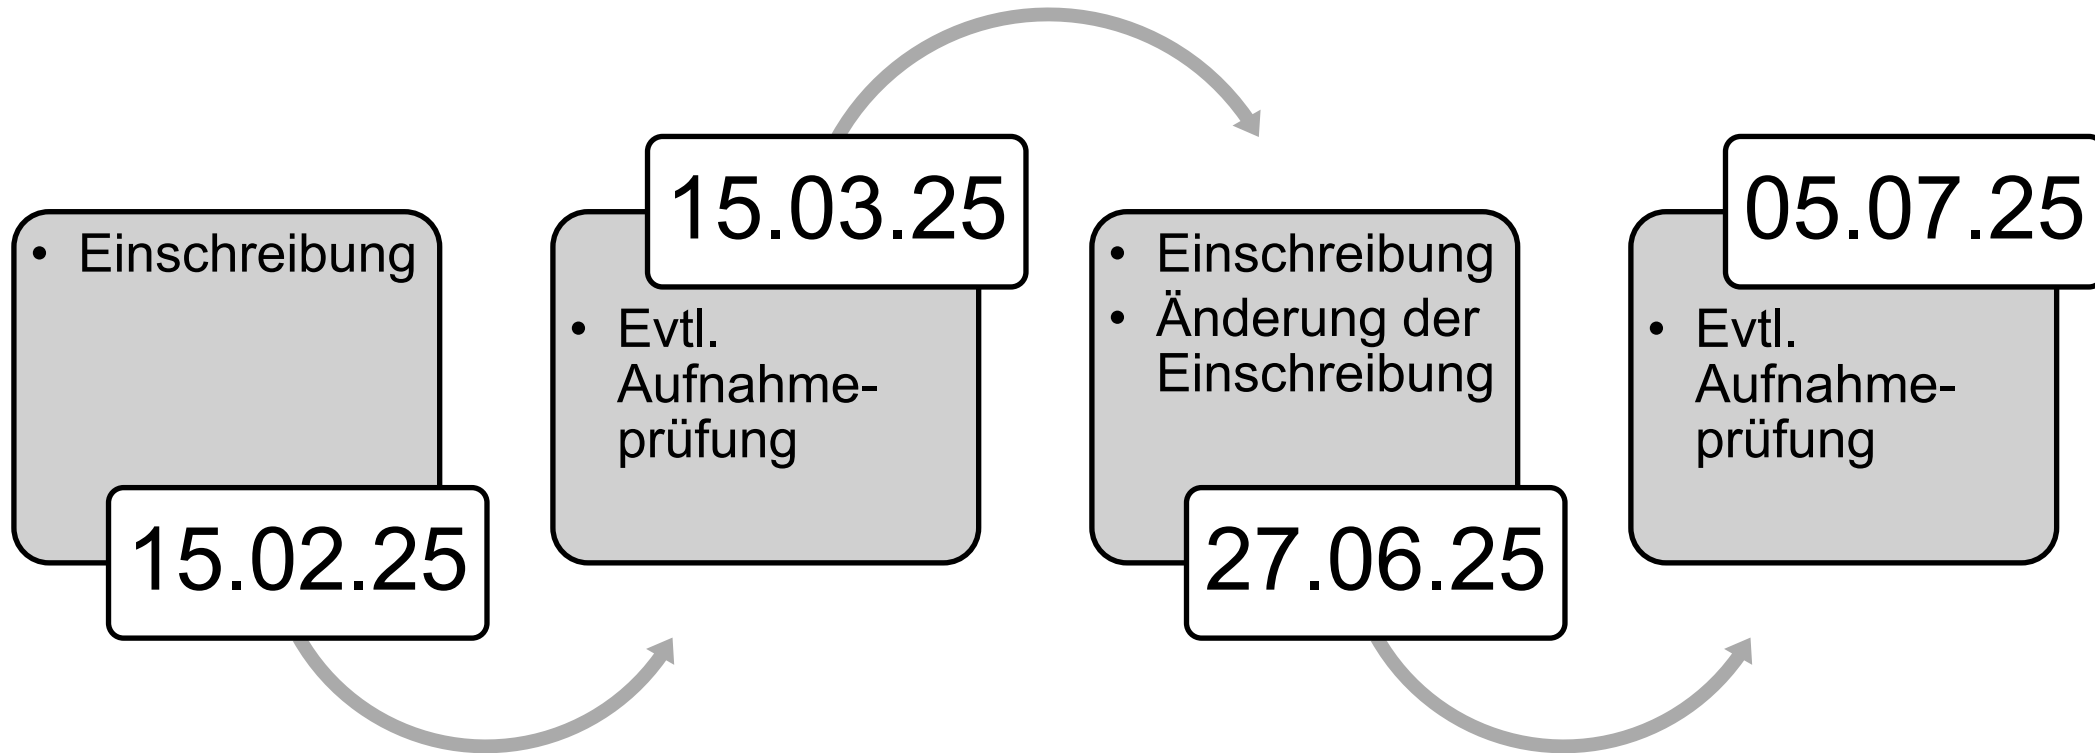 • Einschreibung
15.02.25
15.03.25
• Evtl.
Aufnahme-
prüfung
• Einschreibung
• Änderung der
Einschreibung
27.06.25
05.07.25
• Evtl.
Aufnahme-
prüfung